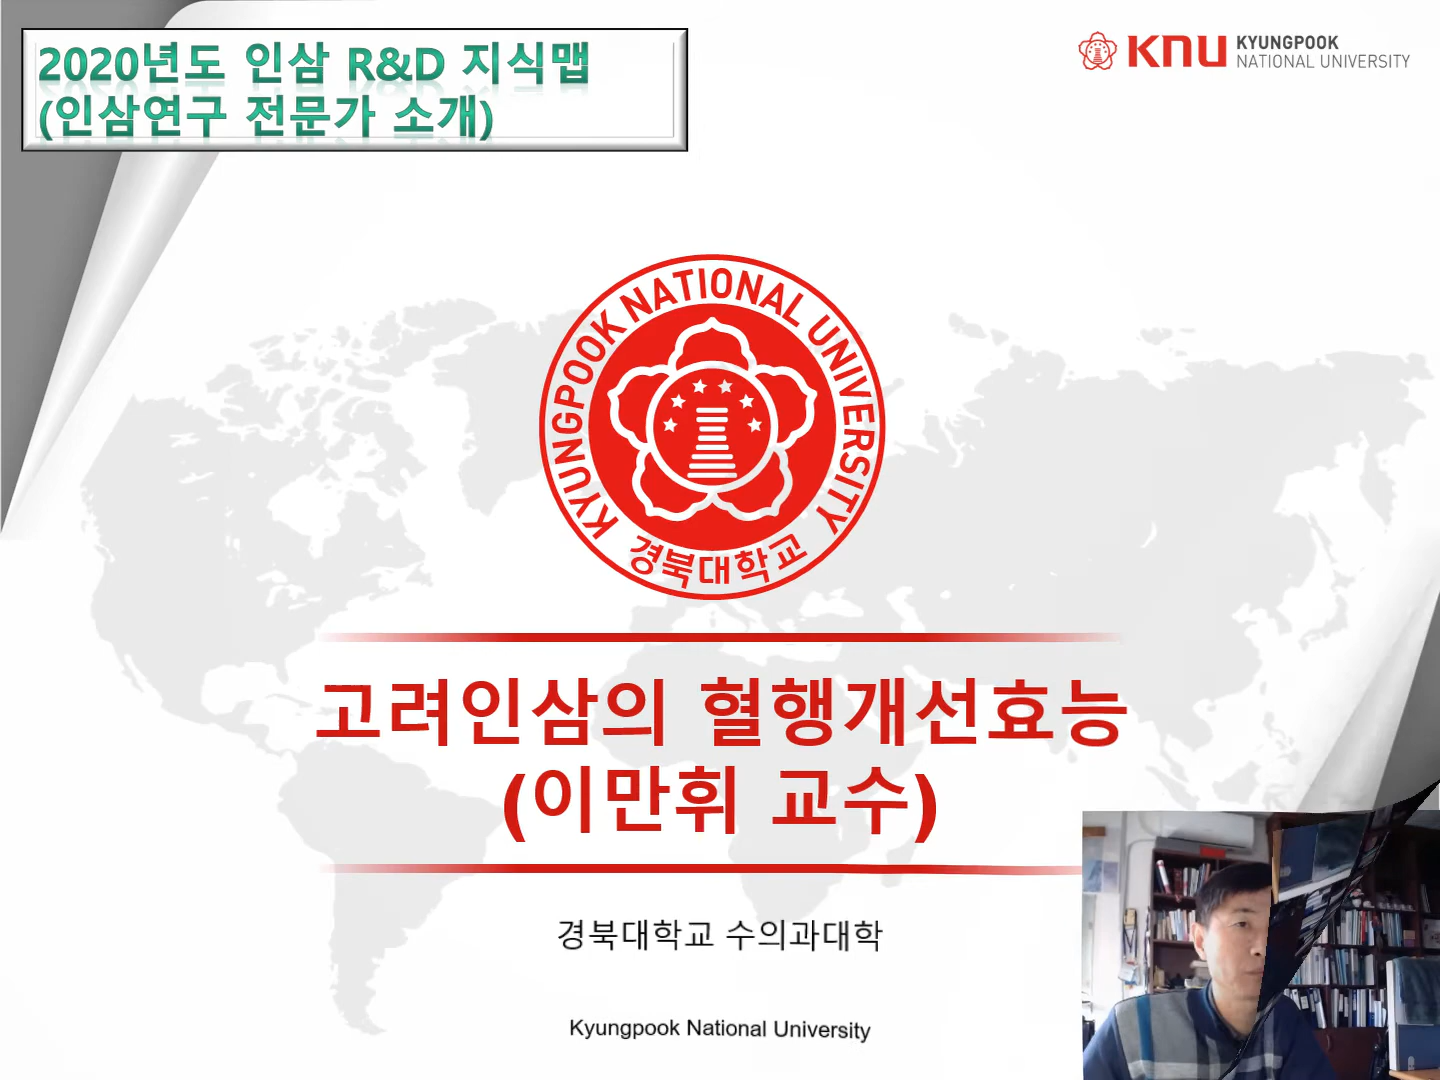 2020년도 인삼 R&D 지식맵
(인삼연구 전문가 소개)
KNU KYUNGPOOK
NATIONAL UNIVERSITY
KYUNGPOOK NATIONAL UNIVERSITY
경북대학교
고려인삼의 혈행개선효능
(이만휘 교수)
경북대학교 수의과대학
Kyungpook National University